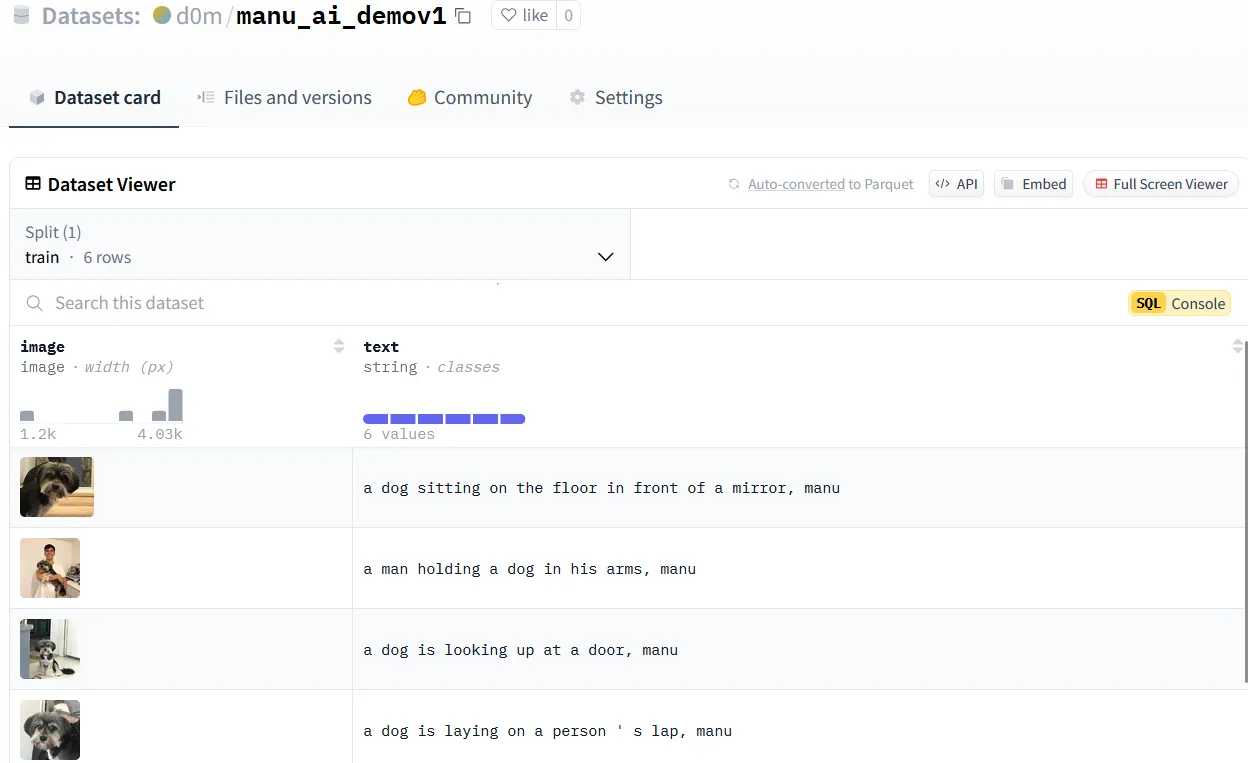 Datasets: d0m/manu_ai_demov1 like 0
Dataset card Files and versions Community Settings
Dataset Viewer Auto-converted to Parquet </> API Embed Full Screen Viewer
Split (1)
train · 6 rows
Search this dataset SQL Console
image text
image · width (px) string · classes
1.2k 4.03k 6 values
a dog sitting on the floor in front of a mirror, manu
a man holding a dog in his arms, manu
a dog is looking up at a door, manu
a dog is laying on a person ' s lap, manu